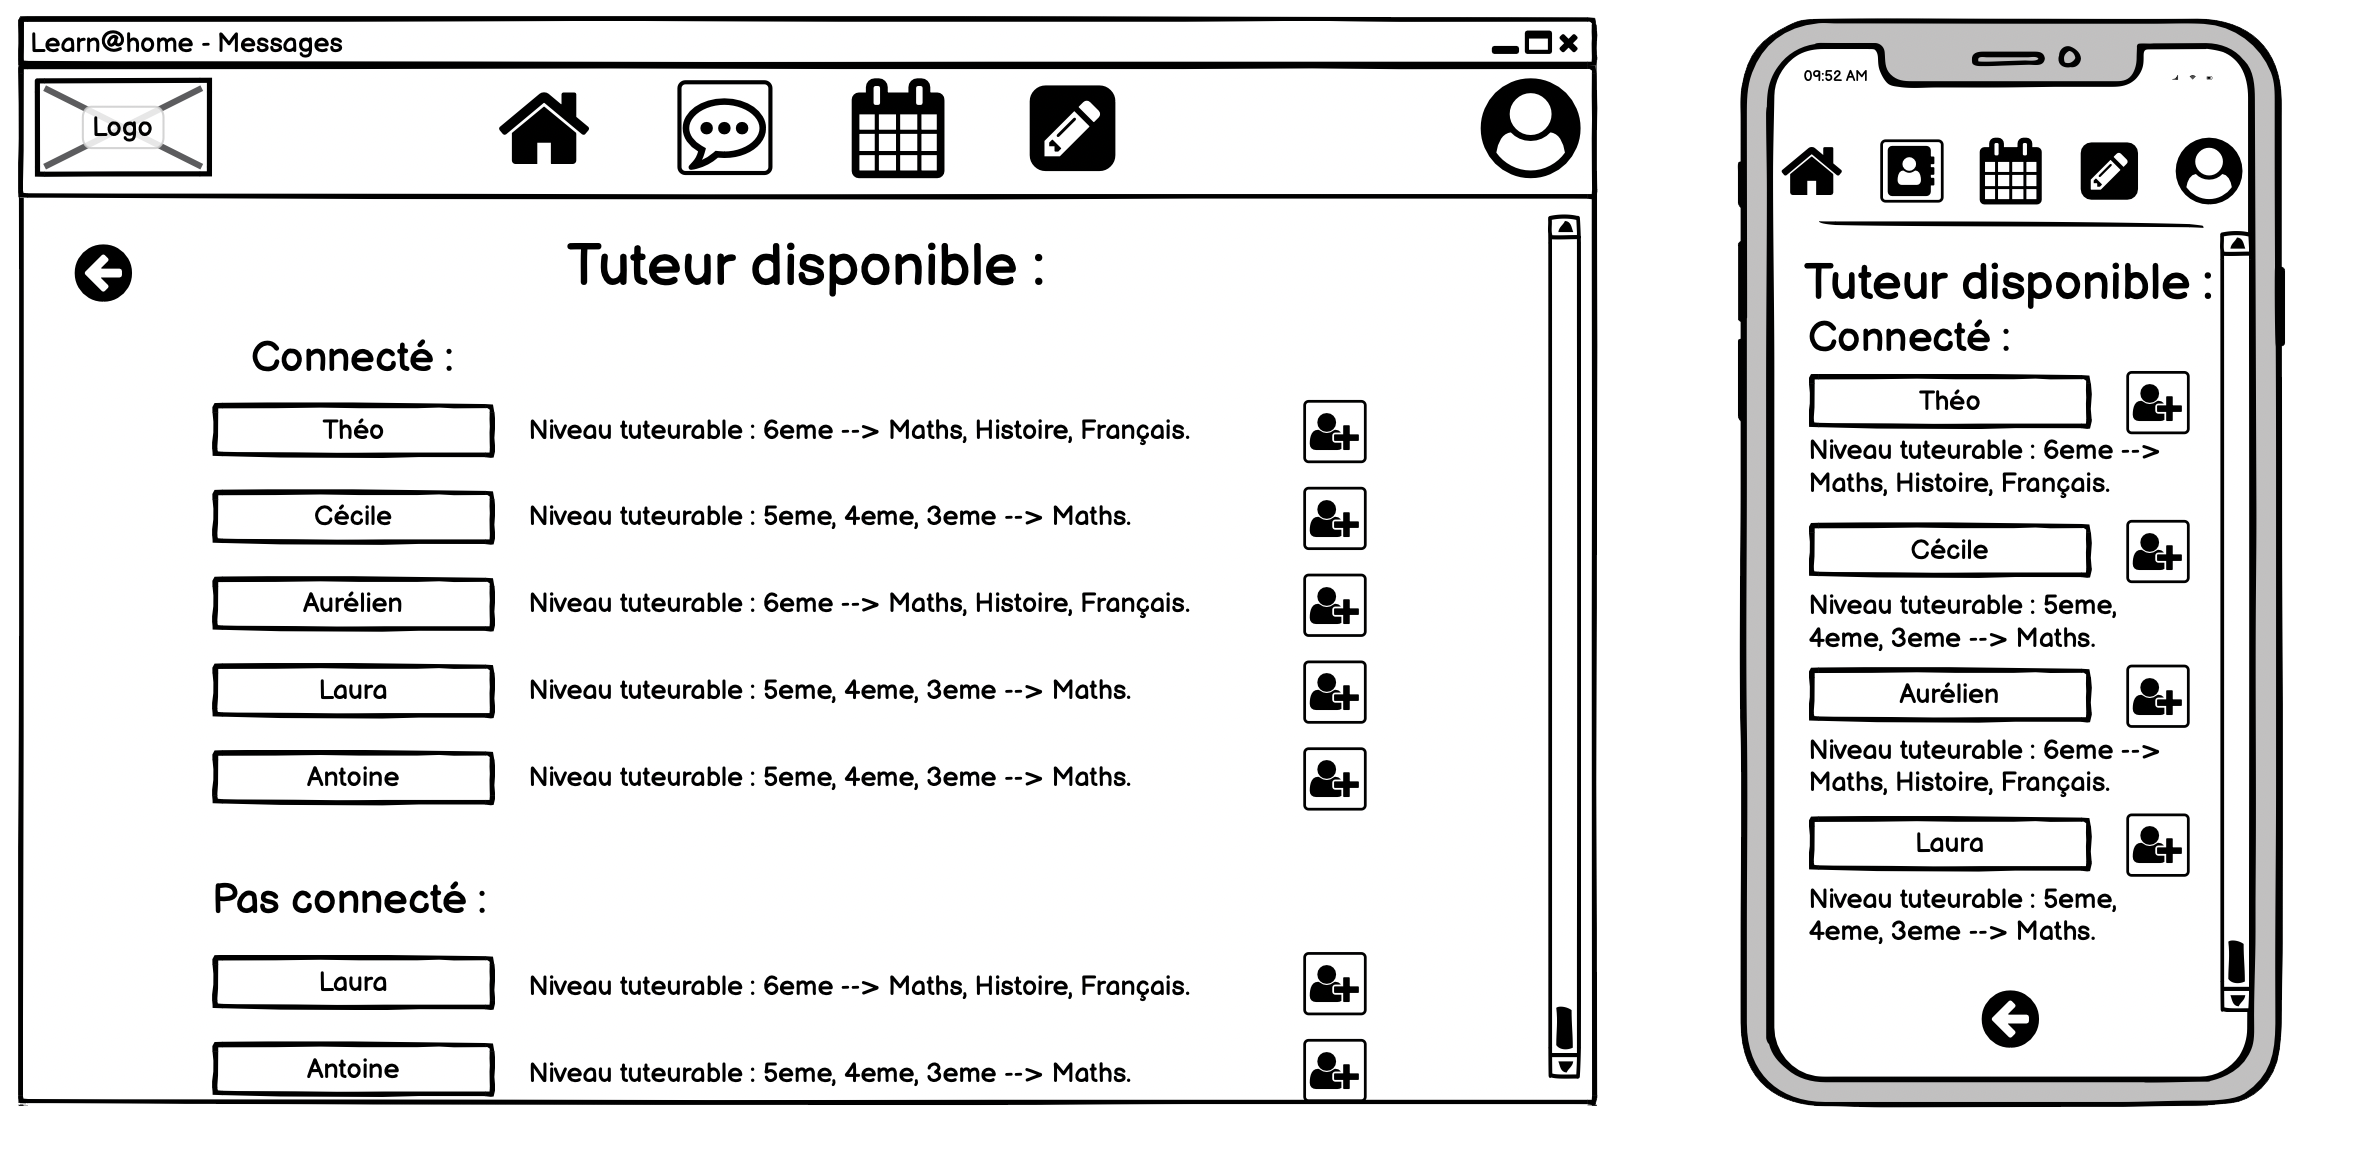 Learn@home - Messages
Logo
Tuteur disponible :
Connecté :
Théo
Niveau tuteurable : 6eme --> Maths, Histoire, Français.
Cécile
Niveau tuteurable : 5eme, 4eme, 3eme --> Maths.
Aurélien
Niveau tuteurable : 6eme --> Maths, Histoire, Français.
Laura
Niveau tuteurable : 5eme, 4eme, 3eme --> Maths.
Antoine
Niveau tuteurable : 5eme, 4eme, 3eme --> Maths.
Pas connecté :
Laura
Niveau tuteurable : 6eme --> Maths, Histoire, Français.
Antoine
Niveau tuteurable : 5eme, 4eme, 3eme --> Maths.
09:52 AM
Tuteur disponible :
Connecté :
Théo
Niveau tuteurable : 6eme -->
Maths, Histoire, Français.
Cécile
Niveau tuteurable : 5eme,
4eme, 3eme --> Maths.
Aurélien
Niveau tuteurable : 6eme -->
Maths, Histoire, Français.
Laura
Niveau tuteurable : 5eme,
4eme, 3eme --> Maths.